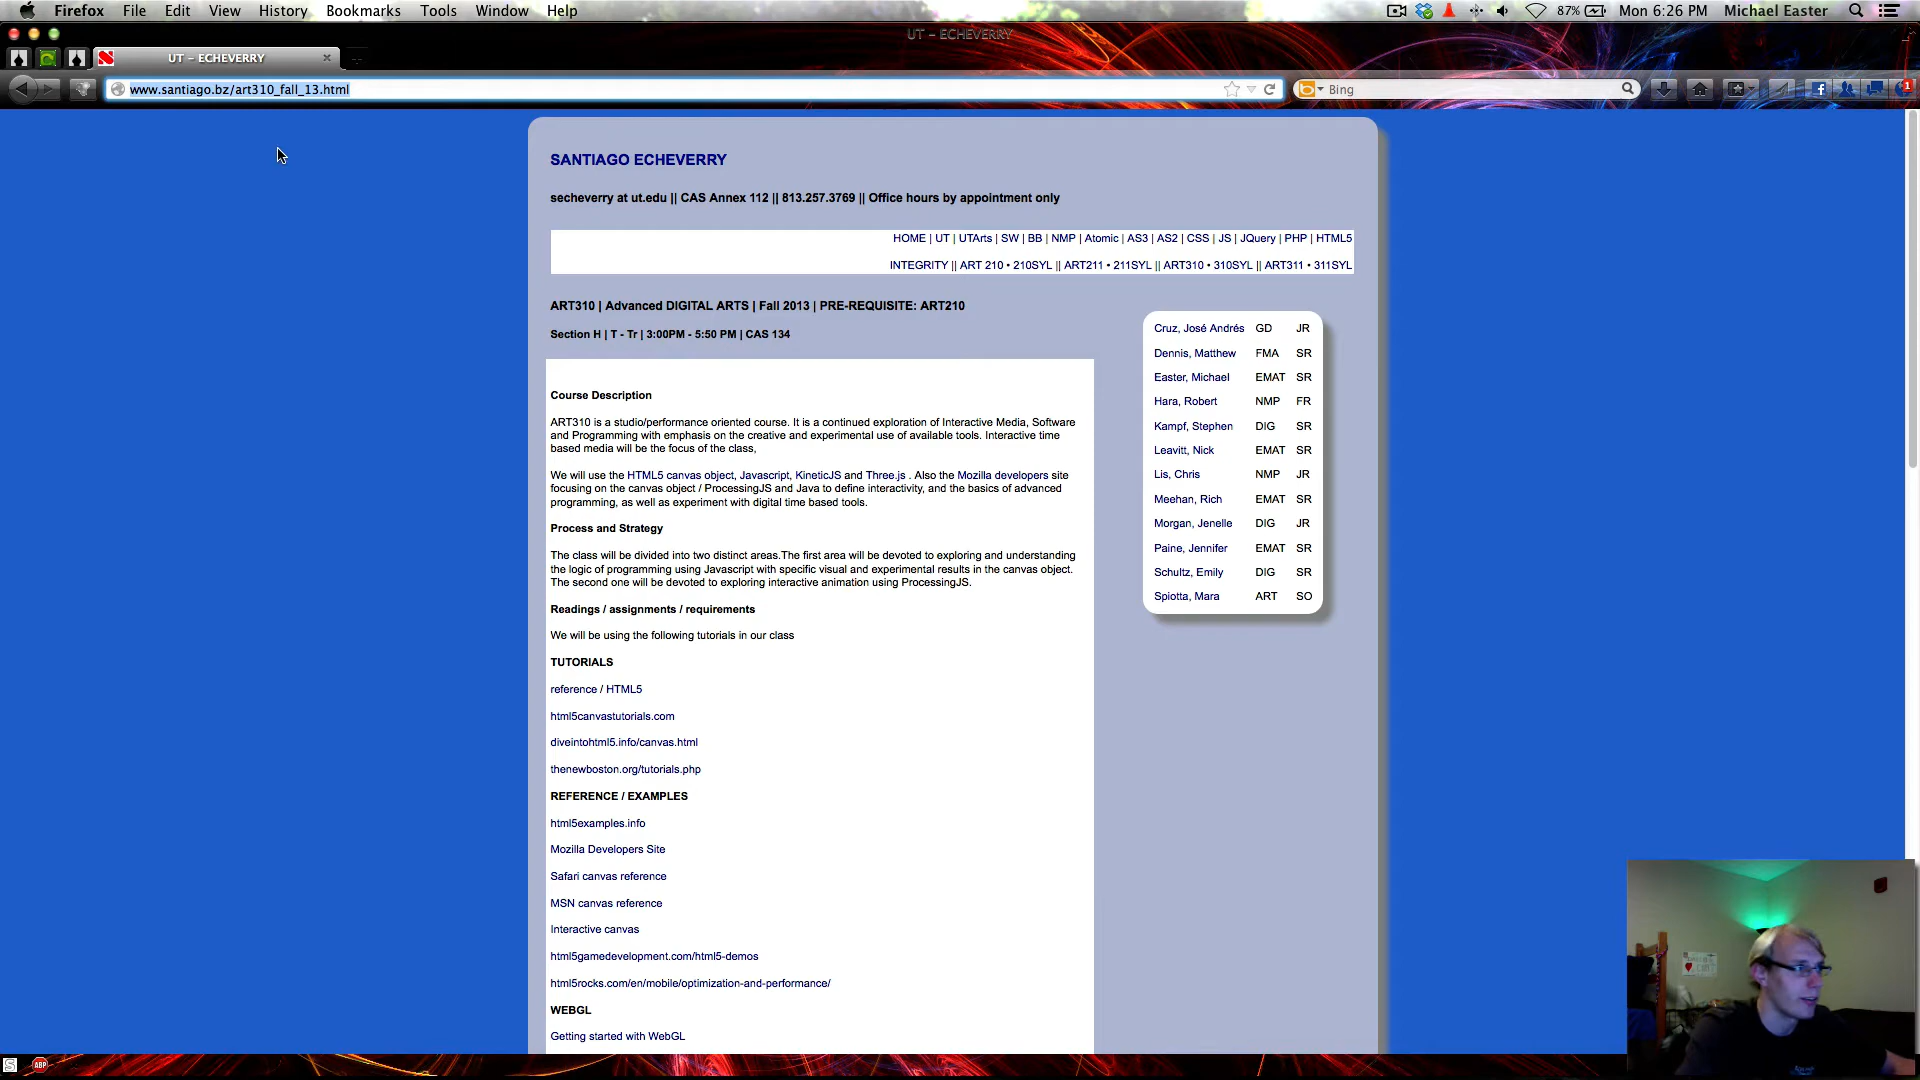 Firefox File Edit View History Bookmarks Tools Window Help 87% Mon 6:26 PM Michael Easter
UT – ECHEVERRY
UT – ECHEVERRY
www.santiago.bz/art310_fall_13.html Bing 1
SANTIAGO ECHEVERRY
secheverry at ut.edu || CAS Annex 112 || 813.257.3769 || Office hours by appointment only
HOME | UT | UTArts | SW | BB | NMP | Atomic | AS3 | AS2 | CSS | JS | JQuery | PHP | HTML5
INTEGRITY || ART 210 • 210SYL || ART211 • 211SYL || ART310 • 310SYL || ART311 • 311SYL
ART310 | Advanced DIGITAL ARTS | Fall 2013 | PRE-REQUISITE: ART210
Section H | T - Tr | 3:00PM - 5:50 PM | CAS 134
Course Description
ART310 is a studio/performance oriented course. It is a continued exploration of Interactive Media, Software
and Programming with emphasis on the creative and experimental use of available tools. Interactive time
based media will be the focus of the class,
We will use the HTML5 canvas object, Javascript, KineticJS and Three.js . Also the Mozilla developers site
focusing on the canvas object / ProcessingJS and Java to define interactivity, and the basics of advanced
programming, as well as experiment with digital time based tools.
Process and Strategy
The class will be divided into two distinct areas.The first area will be devoted to exploring and understanding
the logic of programming using Javascript with specific visual and experimental results in the canvas object.
The second one will be devoted to exploring interactive animation using ProcessingJS.
Readings / assignments / requirements
We will be using the following tutorials in our class
TUTORIALS
reference / HTML5
html5canvastutorials.com
diveintohtml5.info/canvas.html
thenewboston.org/tutorials.php
REFERENCE / EXAMPLES
html5examples.info
Mozilla Developers Site
Safari canvas reference
MSN canvas reference
Interactive canvas
html5gamedevelopment.com/html5-demos
html5rocks.com/en/mobile/optimization-and-performance/
WEBGL
Getting started with WebGL
Cruz, José Andrés GD JR
Dennis, Matthew FMA SR
Easter, Michael EMAT SR
Hara, Robert NMP FR
Kampf, Stephen DIG SR
Leavitt, Nick EMAT SR
Lis, Chris NMP JR
Meehan, Rich EMAT SR
Morgan, Jenelle DIG JR
Paine, Jennifer EMAT SR
Schultz, Emily DIG SR
Spiotta, Mara ART SO
S ABP